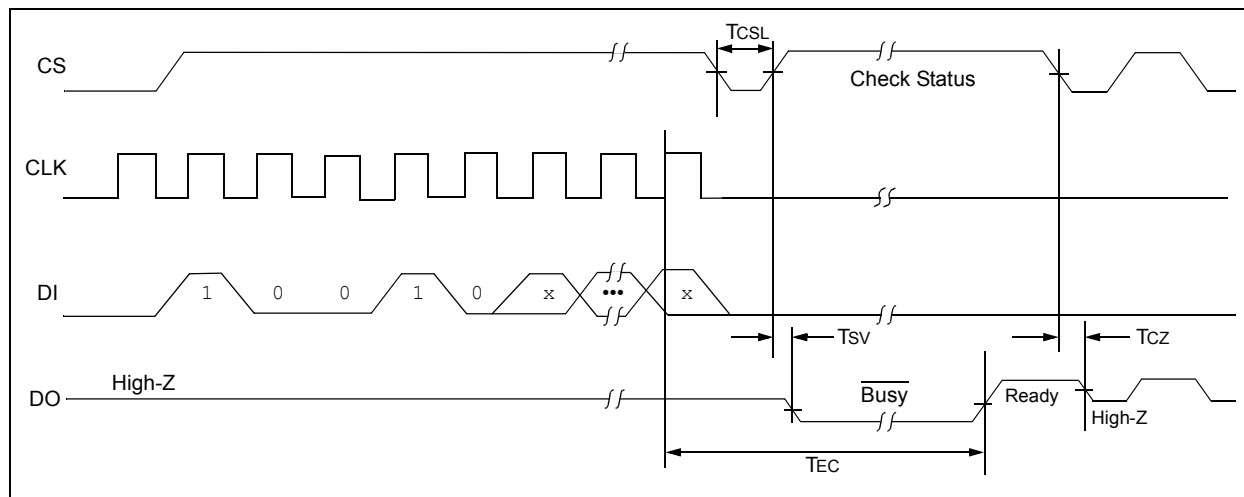 TCSL
CS
Check Status
CLK
DI
1 0 0 1 0 x ••• x
TSV
TCZ
High-Z
DO
Busy
Ready
High-Z
TEC